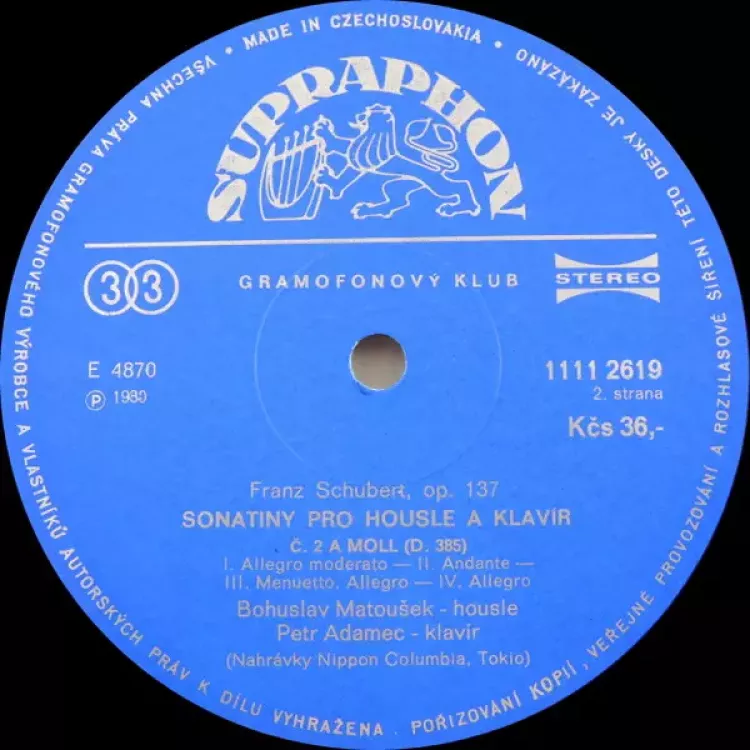 VŠECHNA PRÁVA GRAMOFONOVÉHO VÝROBCE A VLASTNÍKŮ AUTORSKÝCH PRÁV K DÍLU VYHRAŽENA. POŘIZOVÁNÍ KOPIÍ, VEŘEJNÉ PROVOZOVÁNÍ A ROZHLASOVÉ ŠÍŘENÍ TÉTO DESKY JE ZAKÁZÁNO • MADE IN CZECHOSLOVAKIA •
SUPRAPHON
33
GRAMOFONOVÝ KLUB
STEREO
E 4870
Ⓟ 1980
1111 2619
2. strana
Kčs 36,-
Franz Schubert, op. 137
SONATINY PRO HOUSLE A KLAVÍR
Č. 2 A MOLL (D. 385)
I. Allegro moderato — II. Andante —
III. Menuetto. Allegro — IV. Allegro
Bohuslav Matoušek - housle
Petr Adamec - klavír
(Nahrávky Nippon Columbia, Tokio)